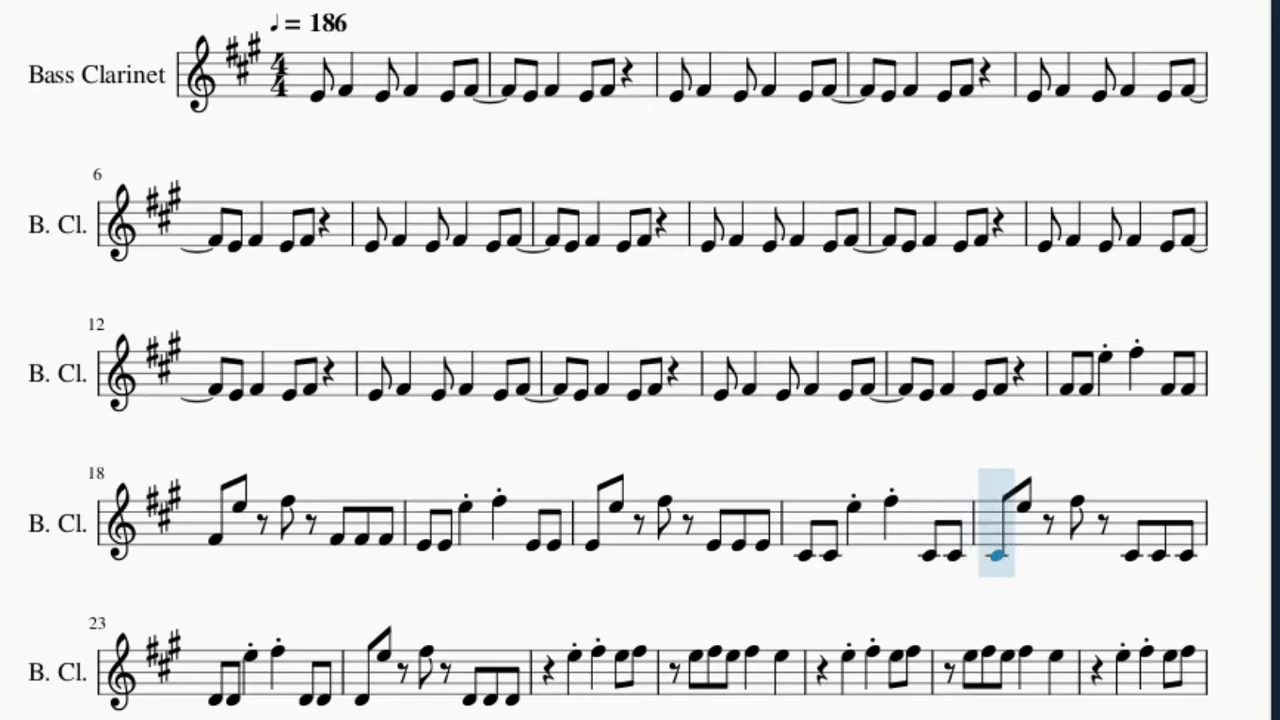 ♩ = 186
Bass Clarinet 4/4
6
B. Cl.
12
B. Cl.
18
B. Cl.
23
B. Cl.